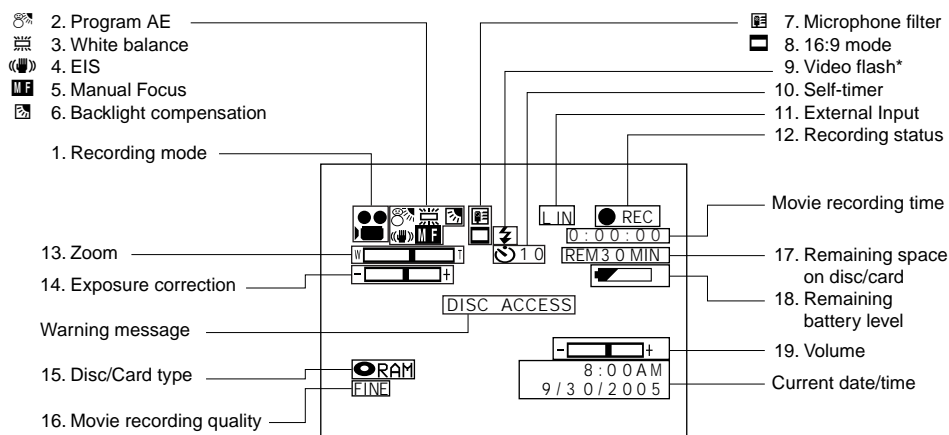 2. Program AE
3. White balance
4. EIS
MF 5. Manual Focus
6. Backlight compensation
1. Recording mode
7. Microphone filter
8. 16:9 mode
9. Video flash*
10. Self-timer
11. External Input
12. Recording status
Movie recording time
13. Zoom
14. Exposure correction
Warning message
15. Disc/Card type
16. Movie recording quality
17. Remaining space
on disc/card
18. Remaining
battery level
19. Volume
Current date/time
L IN
REC
0:00:00
MF
10
REM30MIN
W T
- +
DISC ACCESS
- +
RAM
FINE
8:00AM
9/30/2005